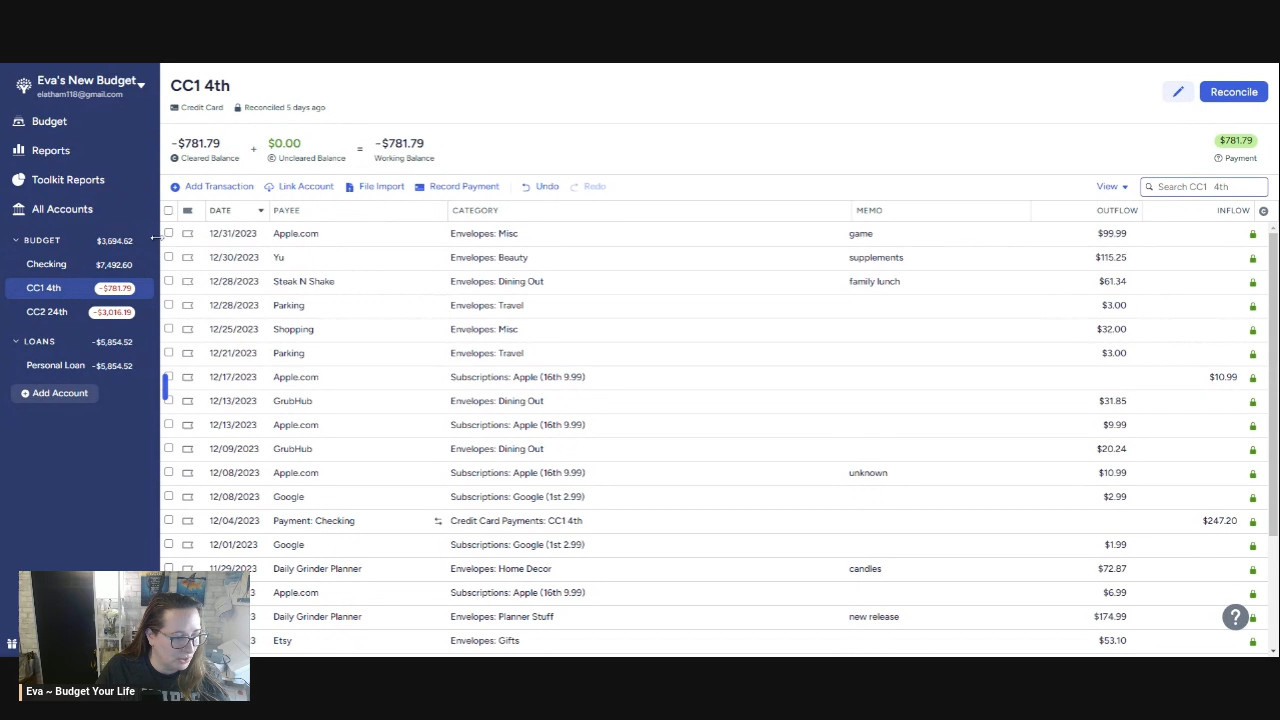 Eva's New Budget
elatham118@gmail.com
Budget
Reports
Toolkit Reports
All Accounts
BUDGET $3,694.62
Checking $7,492.60
CC1 4th -$781.79
CC2 24th -$3,016.19
LOANS -$5,854.52
Personal Loan -$5,854.52
Add Account
CC1 4th
Credit Card Reconciled 5 days ago
Reconcile
-$781.79 + $0.00 = -$781.79 $781.79
Cleared Balance Uncleared Balance Working Balance Payment
Add Transaction Link Account File Import Record Payment Undo Redo View Search CC1 4th
DATE PAYEE CATEGORY MEMO OUTFLOW INFLOW
12/31/2023 Apple.com Envelopes: Misc game $99.99
12/30/2023 Yu Envelopes: Beauty supplements $115.25
12/28/2023 Steak N Shake Envelopes: Dining Out family lunch $61.34
12/28/2023 Parking Envelopes: Travel $3.00
12/25/2023 Shopping Envelopes: Misc $32.00
12/21/2023 Parking Envelopes: Travel $3.00
12/17/2023 Apple.com Subscriptions: Apple (16th 9.99) $10.99
12/13/2023 GrubHub Envelopes: Dining Out $31.85
12/13/2023 Apple.com Subscriptions: Apple (16th 9.99) $9.99
12/09/2023 GrubHub Envelopes: Dining Out $20.24
12/08/2023 Apple.com Subscriptions: Apple (16th 9.99) unknown $10.99
12/08/2023 Google Subscriptions: Google (1st 2.99) $2.99
12/04/2023 Payment: Checking Credit Card Payments: CC1 4th $247.20
12/01/2023 Google Subscriptions: Google (1st 2.99) $1.99
11/29/2023 Daily Grinder Planner Envelopes: Home Decor candles $72.87
3 Apple.com Subscriptions: Apple (16th 9.99) $6.99
3 Daily Grinder Planner Envelopes: Planner Stuff new release $174.99
3 Etsy Envelopes: Gifts $53.10
?
Eva ~ Budget Your Life